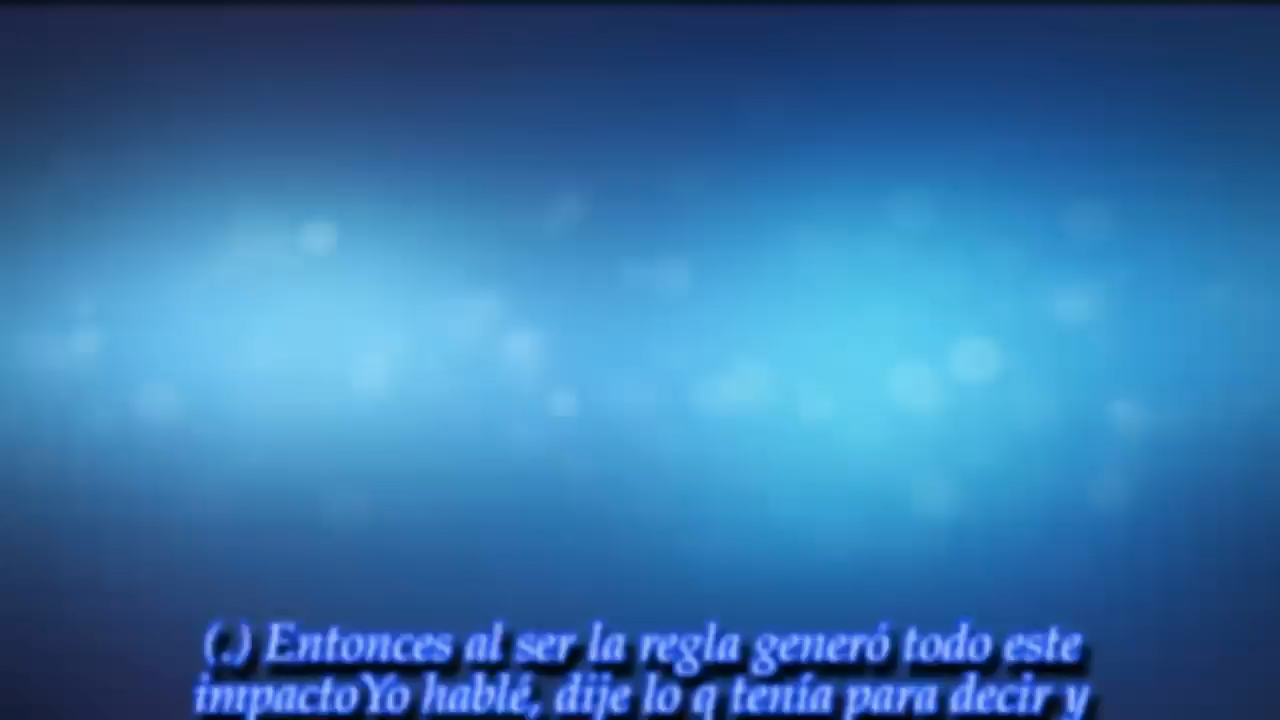 (.) Entonces al ser la regla generó todo este
impactoYo hablé, dije lo q tenía para decir y